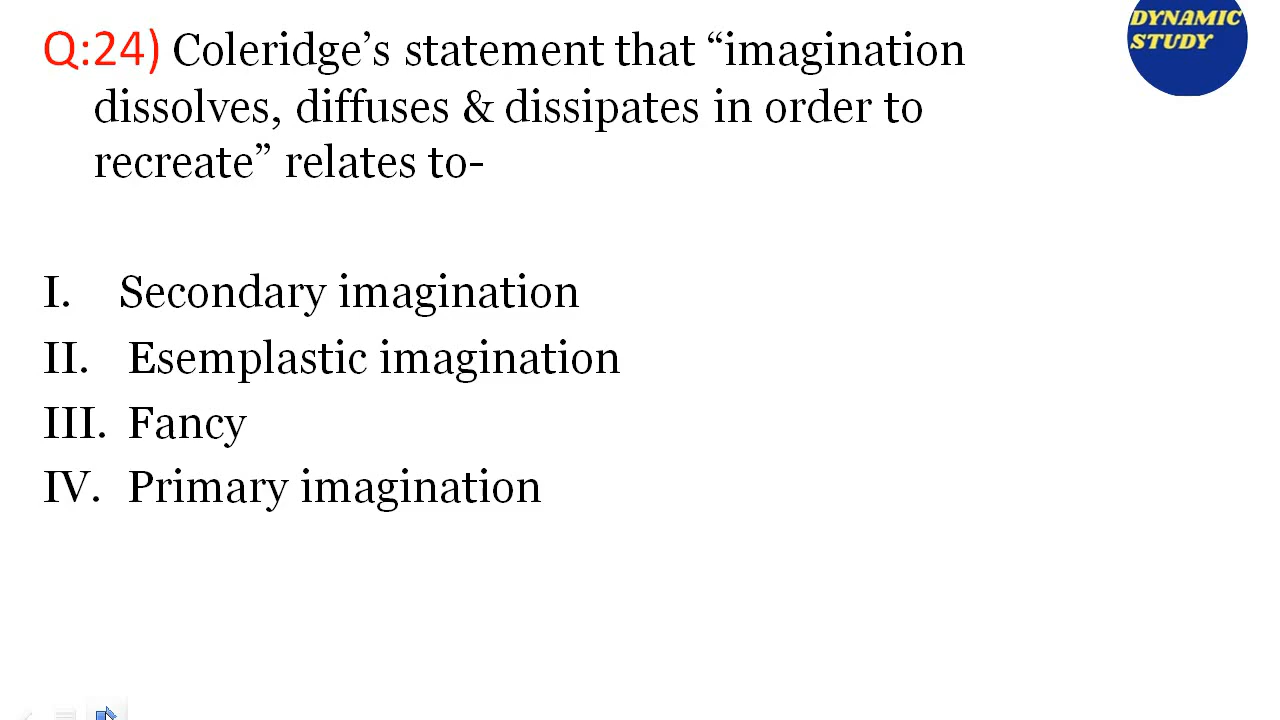 DYNAMIC
STUDY
Q:24) Coleridge’s statement that “imagination
dissolves, diffuses & dissipates in order to
recreate” relates to-
I. Secondary imagination
II. Esemplastic imagination
III. Fancy
IV. Primary imagination